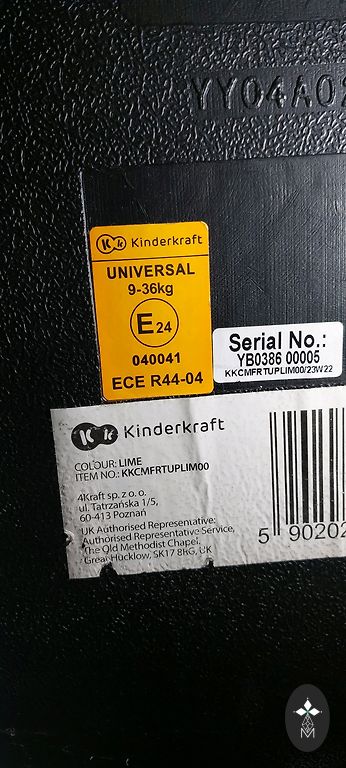 YY04A02
Kk Kinderkraft
UNIVERSAL
9-36kg
E24
040041
ECE R44-04
Serial No.:
YB0386 00005
KKCMFRTUPLIM00/23W22
Kk Kinderkraft
COLOUR: LIME
ITEM NO.: KKCMFRTUPLIM00
4Kraft sp. z o. o.
ul. Tatrzańska 1/5,
60-413 Poznań
UK Authorised Representative:
Authorised Representative Service,
The Old Methodist Chapel,
Great Hucklow, SK17 8RG, UK
5 90202
M